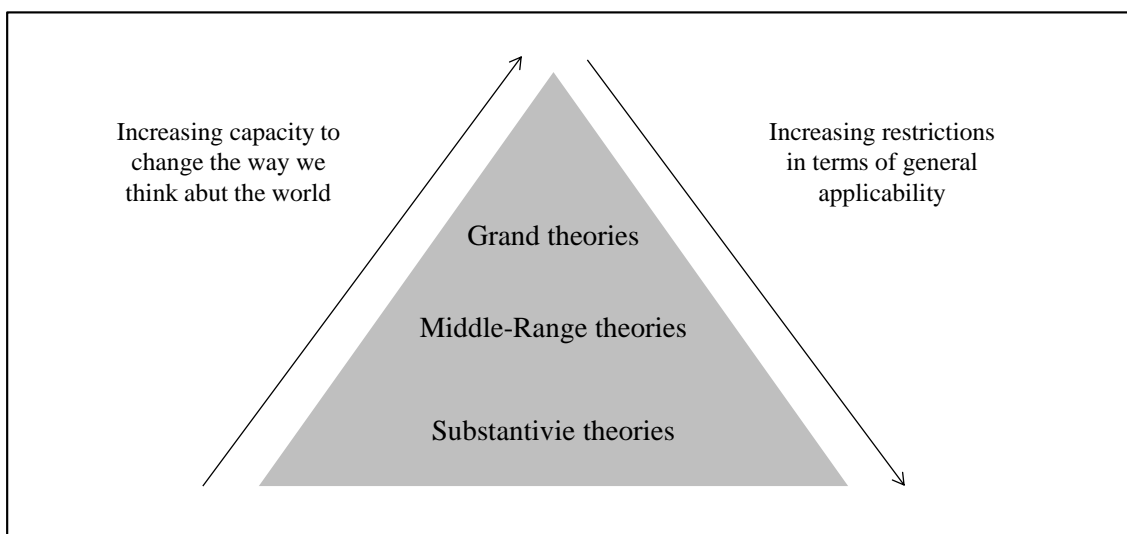 Increasing capacity to
change the way we
think abut the world
Increasing restrictions
in terms of general
applicability
Grand theories
Middle-Range theories
Substantivie theories